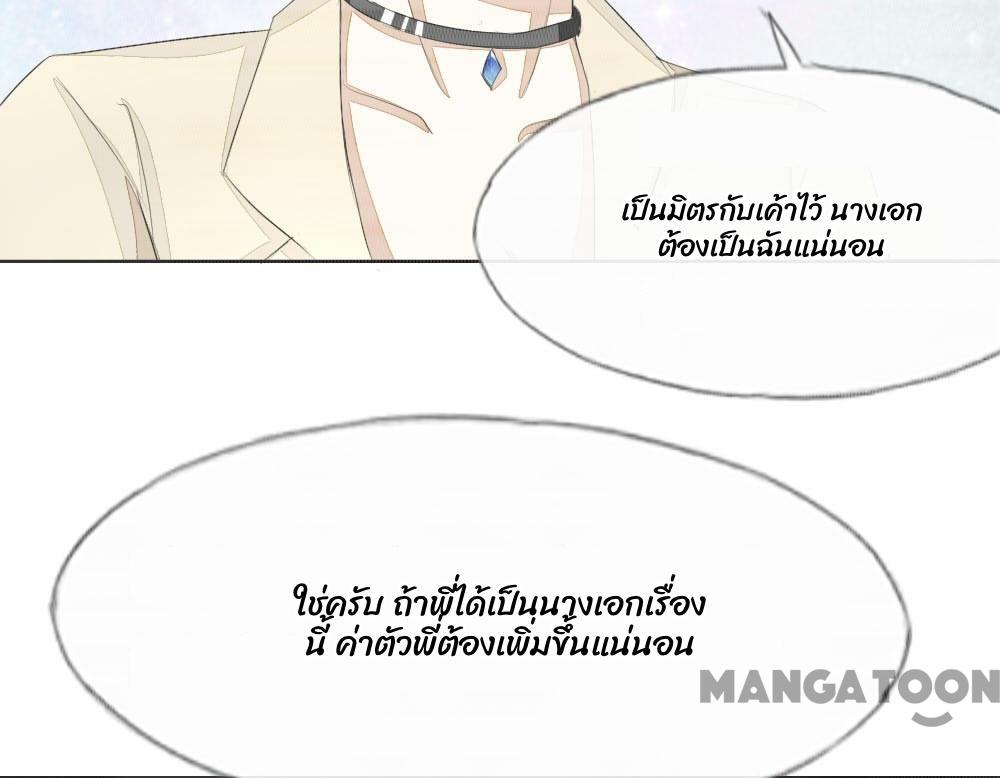 เป็นมิตรกับเค้าไว้ นางเอก
ต้องเป็นฉันแน่นอน
ใช่ครับ ถ้าพี่ได้เป็นนางเอกเรื่อง
นี้ ค่าตัวพี่ต้องเพิ่มขึ้นแน่นอน
MANGA TOON